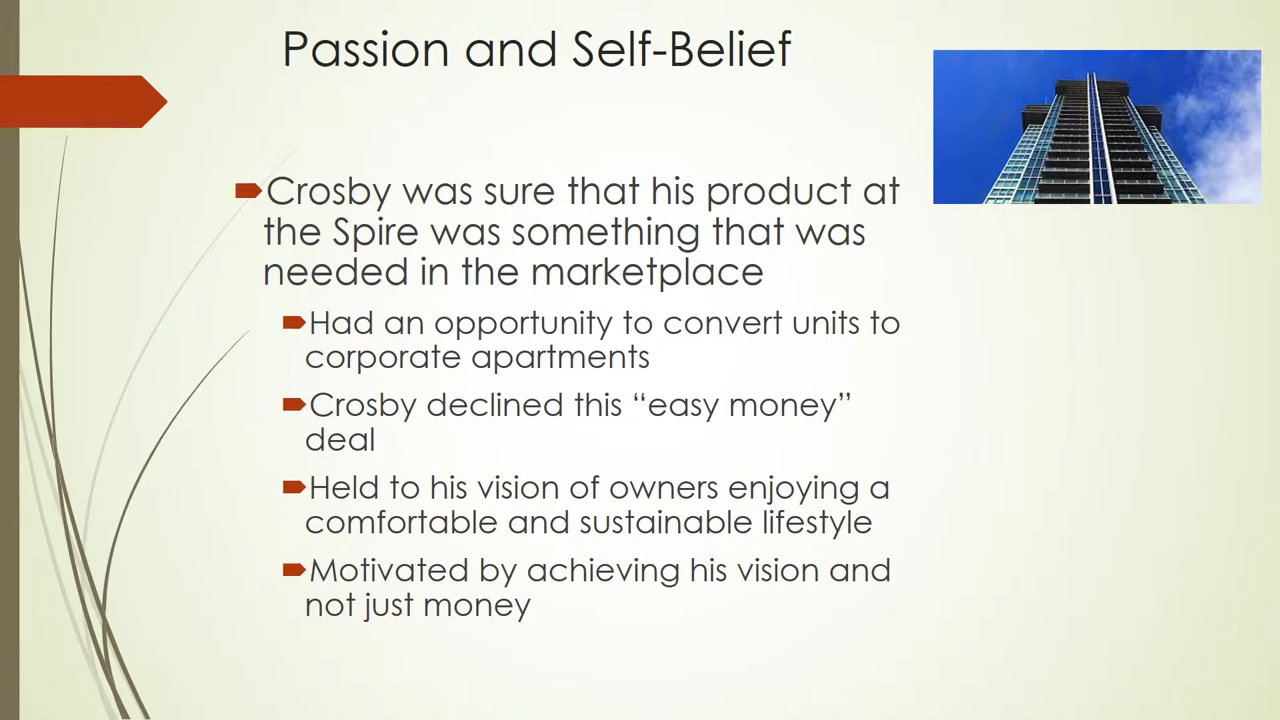 Passion and Self-Belief
Crosby was sure that his product at
the Spire was something that was
needed in the marketplace
Had an opportunity to convert units to
corporate apartments
Crosby declined this “easy money”
deal
Held to his vision of owners enjoying a
comfortable and sustainable lifestyle
Motivated by achieving his vision and
not just money